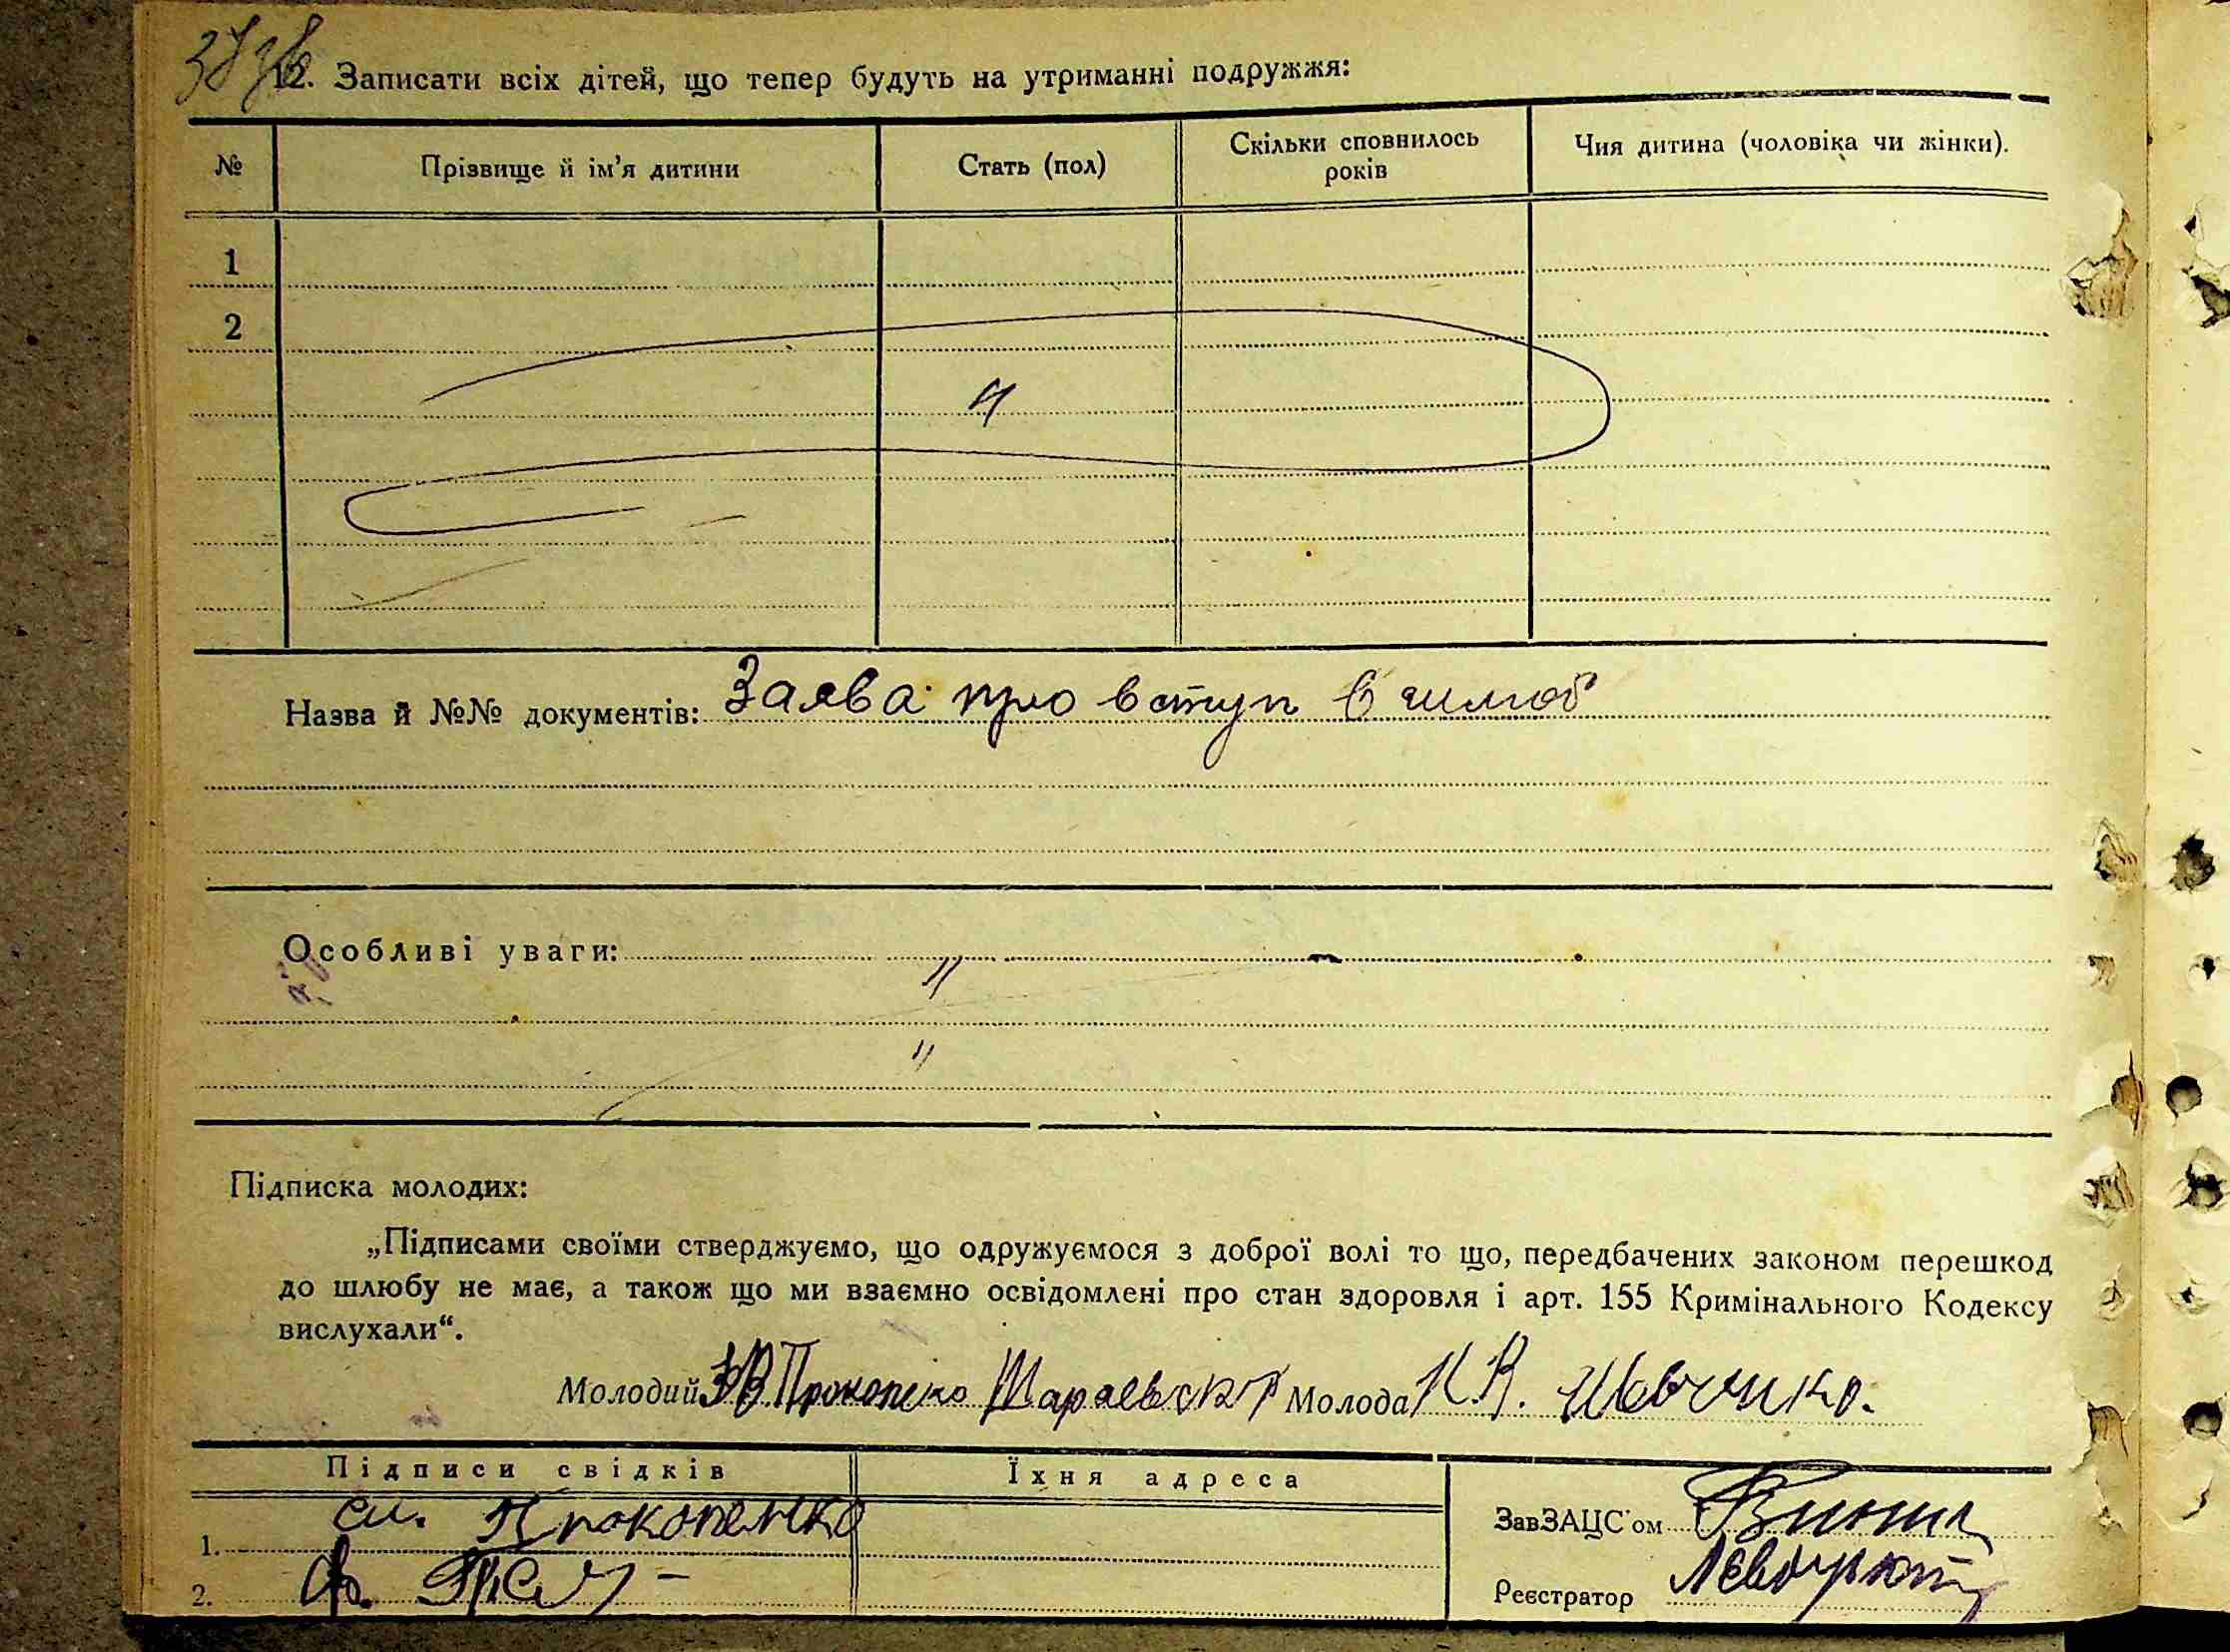 12. Записати всіх дітей, що тепер будуть на утриманні подружжя:
№ Прізвище й ім'я дитини Стать (пол) Скільки сповнилось років Чия дитина (чоловіка чи жінки).
1
2
"
Назва й №№ документів: Заява про вступ в шлюб
Особливі уваги: "
"
Підписка молодих:
„Підписами своїми стверджуємо, що одружуємося з доброї волі то що, передбачених законом перешкод
до шлюбу не має, а також що ми взаємно освідомлені про стан здоровля і арт. 155 Кримінального Кодексу
вислухали“.
Молодий Прокопенко Молода
Підписи свідків Їхня адреса
1. Прокопенко
2.
ЗавЗАЦС'ом
Реєстратор